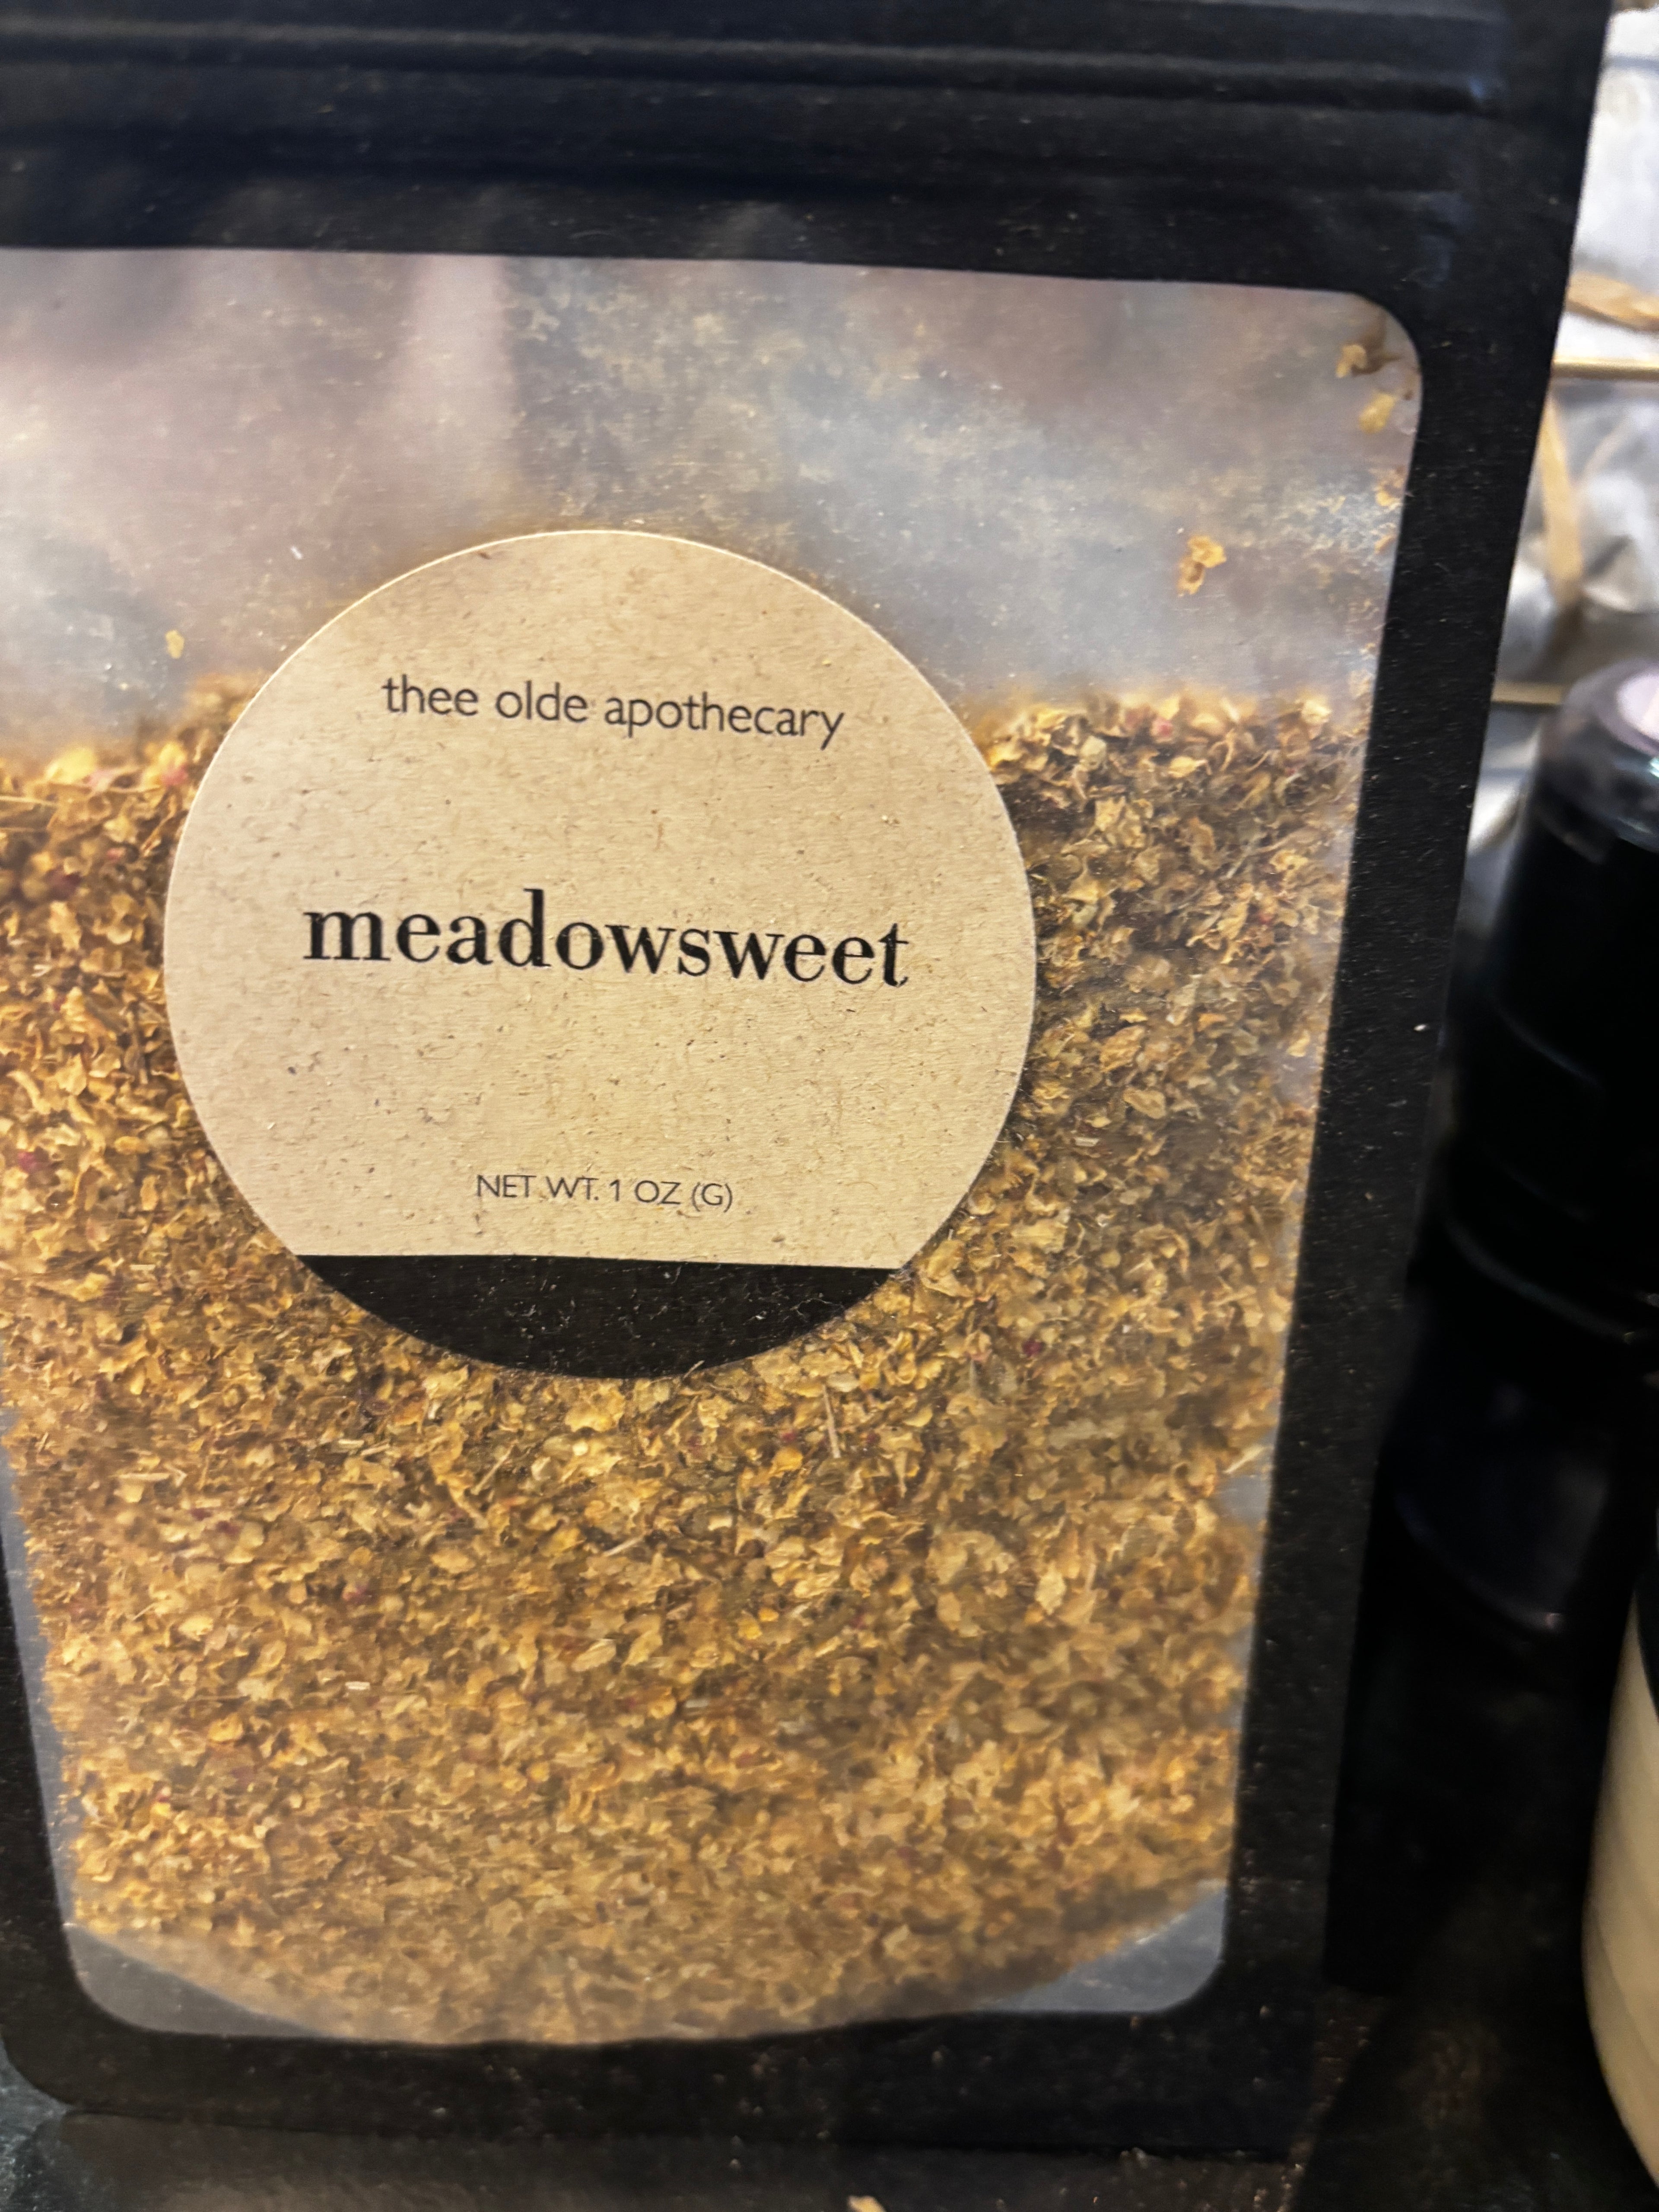 thee olde apothecary
meadowsweet
NET WT. 1 OZ (G)